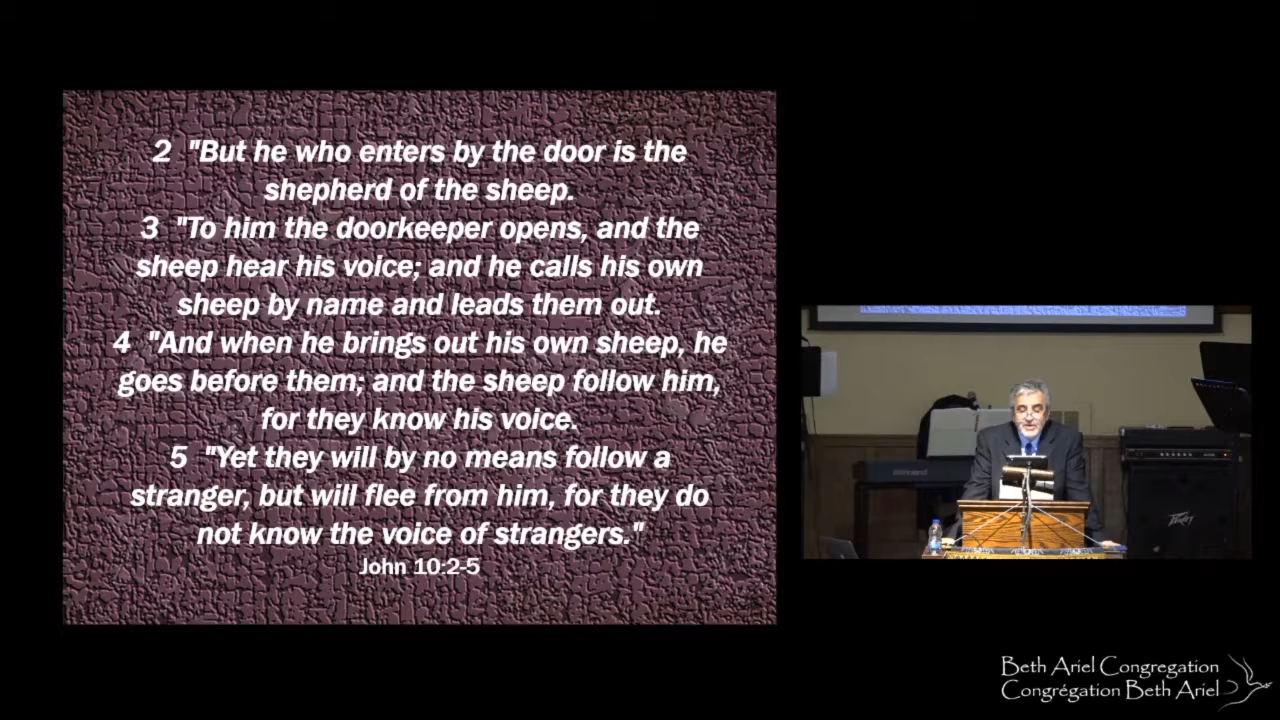 2 "But he who enters by the door is the
shepherd of the sheep.
3 "To him the doorkeeper opens, and the
sheep hear his voice; and he calls his own
sheep by name and leads them out.
4 "And when he brings out his own sheep, he
goes before them; and the sheep follow him,
for they know his voice.
5 "Yet they will by no means follow a
stranger, but will flee from him, for they do
not know the voice of strangers."
John 10:2-5
Roland
PEAVEY
Beth Ariel Congregation
Congrégation Beth Ariel